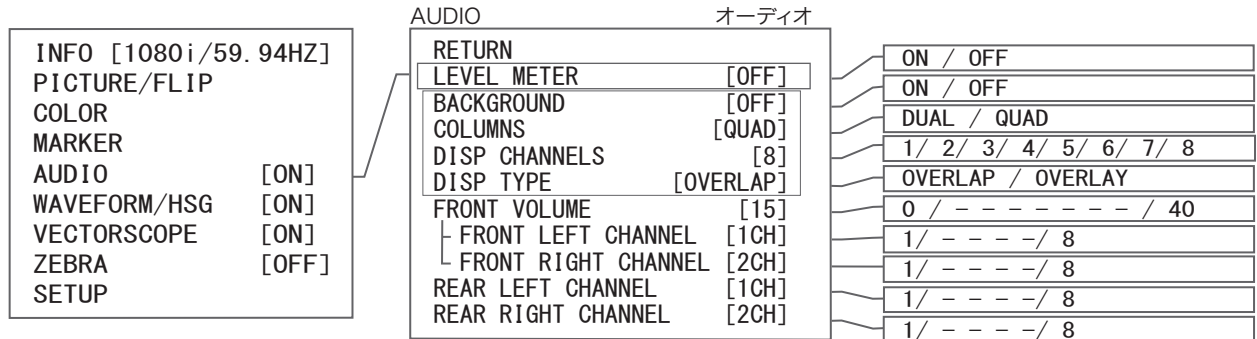 INFO [1080i/59.94HZ]
PICTURE/FLIP
COLOR
MARKER
AUDIO [ON]
WAVEFORM/HSG [ON]
VECTORSCOPE [ON]
ZEBRA [OFF]
SETUP
AUDIO オーディオ
RETURN
LEVEL METER [OFF]
BACKGROUND [OFF]
COLUMNS [QUAD]
DISP CHANNELS [8]
DISP TYPE [OVERLAP]
FRONT VOLUME [15]
FRONT LEFT CHANNEL [1CH]
FRONT RIGHT CHANNEL [2CH]
REAR LEFT CHANNEL [1CH]
REAR RIGHT CHANNEL [2CH]
ON / OFF
ON / OFF
DUAL / QUAD
1/ 2/ 3/ 4/ 5/ 6/ 7/ 8
OVERLAP / OVERLAY
0 / - - - - - - - / 40
1/ - - - -/ 8
1/ - - - -/ 8
1/ - - - -/ 8
1/ - - - -/ 8